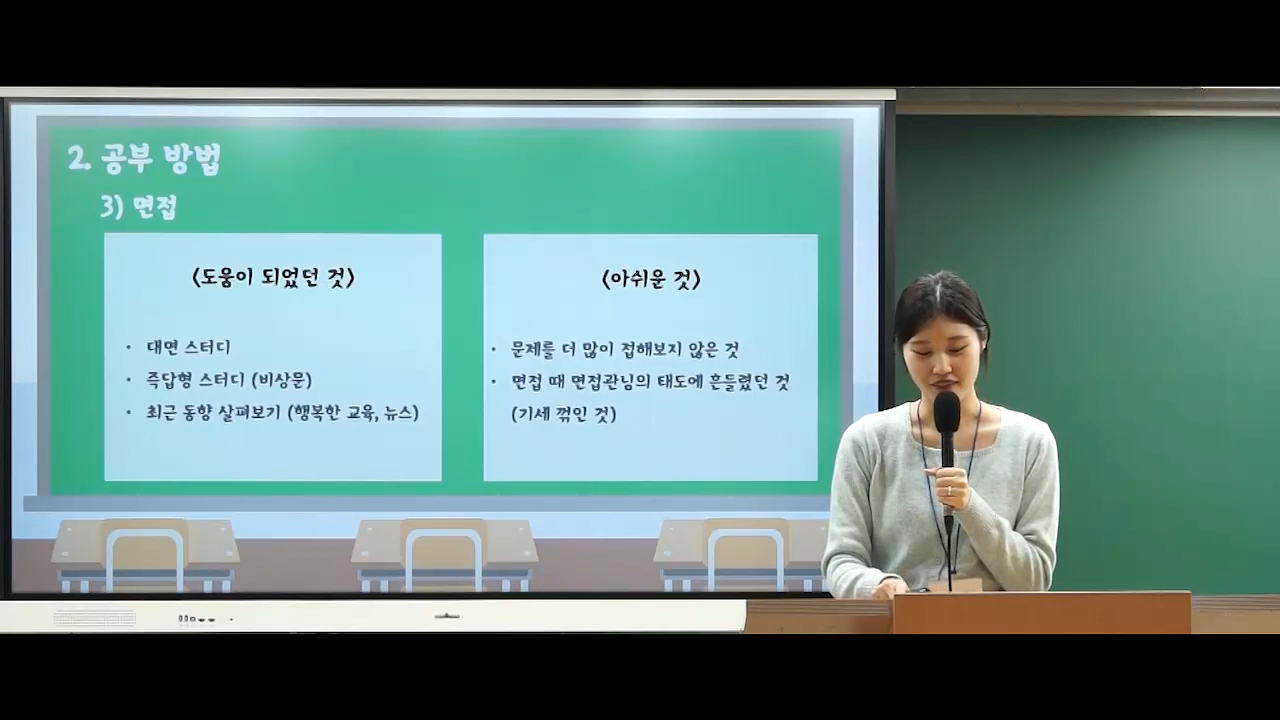 2. 공부 방법
3) 면접
<도움이 되었던 것>
• 대면 스터디
• 즉답형 스터디 (비상문)
• 최근 동향 살펴보기 (행복한 교육, 뉴스)
<아쉬운 것>
• 문제를 더 많이 접해보지 않은 것
• 면접 때 면접관님의 태도에 흔들렸던 것
(기세 꺾인 것)